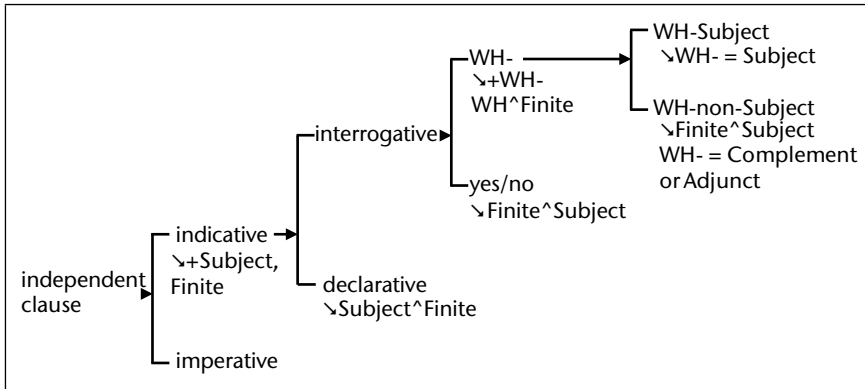 WH-Subject
↘WH- = Subject
WH-
↘+WH-
WH^Finite
WH-non-Subject
↘Finite^Subject
WH- = Complement
or Adjunct
interrogative
yes/no
↘Finite^Subject
indicative
↘+Subject,
Finite
independent
clause
declarative
↘Subject^Finite
imperative